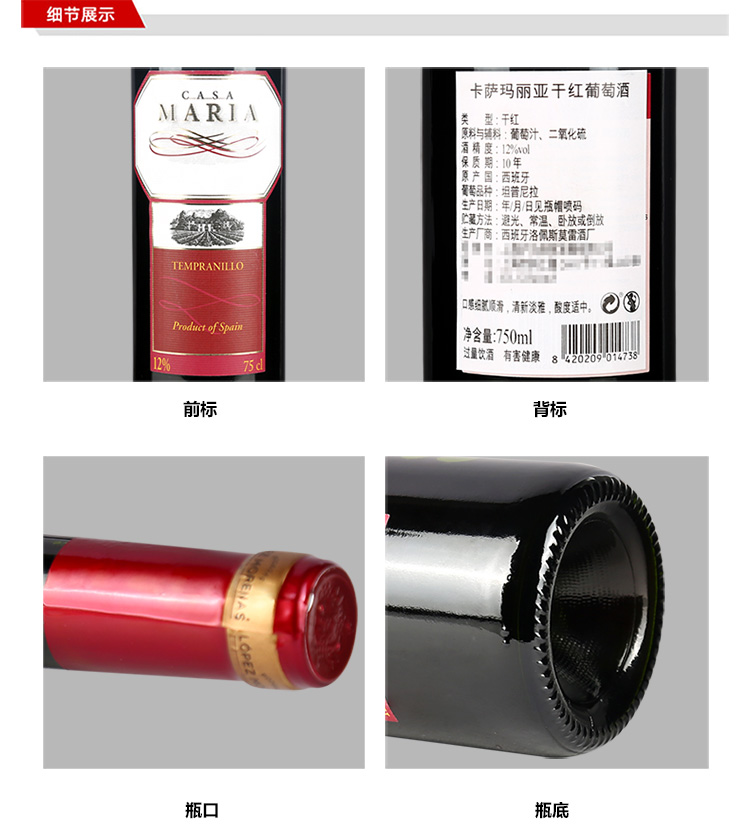 细节展示
CASA
MARIA
TEMPRANILLO
Product of Spain
12% 75 cl
卡萨玛丽亚干红葡萄酒
类 型：干红
原料与辅料：葡萄汁、二氧化硫
酒 精 度：12%vol
保 质 期：10年
原 产 国：西班牙
葡萄品种：坦普尼拉
生产日期：年/月/日见瓶帽喷码
贮藏方法：避光、常温、卧放或倒放
生产厂商：西班牙洛佩斯莫雷酒厂
口感细腻顺滑，清新淡雅，酸度适中。
净含量:750ml
过量饮酒 有害健康
8 420209 014738
前标
背标
MORENAS
LOPEZ
瓶口
瓶底